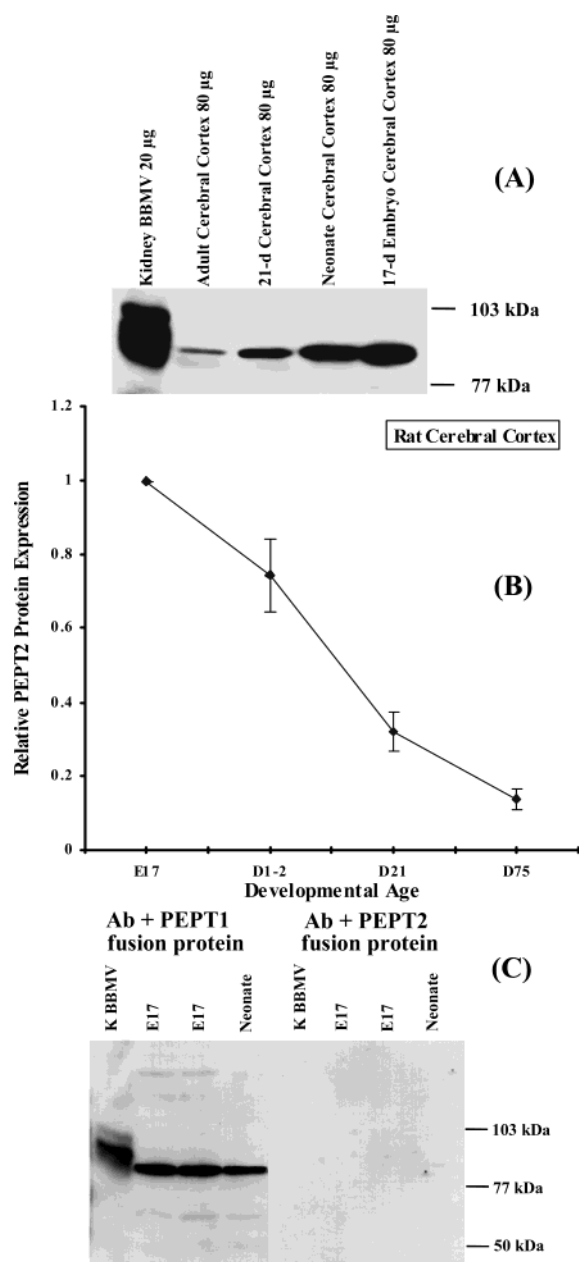 Kidney BBMV 20 µg
Adult Cerebral Cortex 80 µg
21-d Cerebral Cortex 80 µg
Neonate Cerebral Cortex 80 µg
17-d Embryo Cerebral Cortex 80 µg
(A)
103 kDa
77 kDa
1.2
1
0.8
0.6
0.4
0.2
0
Relative PEPT2 Protein Expression
Rat Cerebral Cortex
(B)
E17
D1-2
D21
D75
Developmental Age
Ab + PEPT1
fusion protein
Ab + PEPT2
fusion protein
(C)
K BBMV
E17
E17
Neonate
K BBMV
E17
E17
Neonate
103 kDa
77 kDa
50 kDa